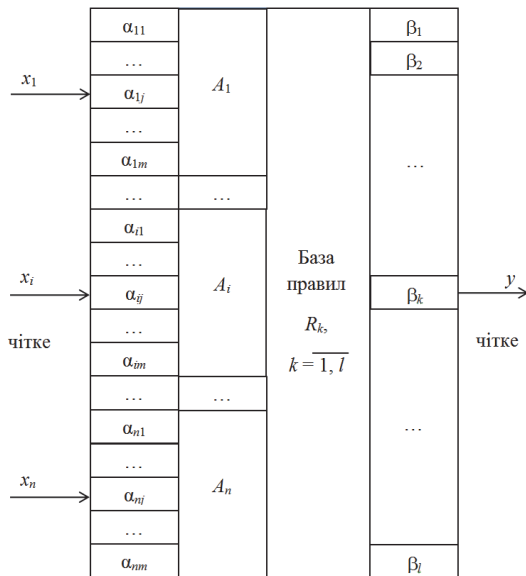 α11
β1
…
β2
x1
α1j
A1
…
…
α1m
…
…
αi1
…
База
правил
Rk,
k = 1, l
xi
αij
Ai
βk
y
чітке
…
чітке
αim
…
…
αn1
…
…
xn
αnj
An
…
αnm
βl